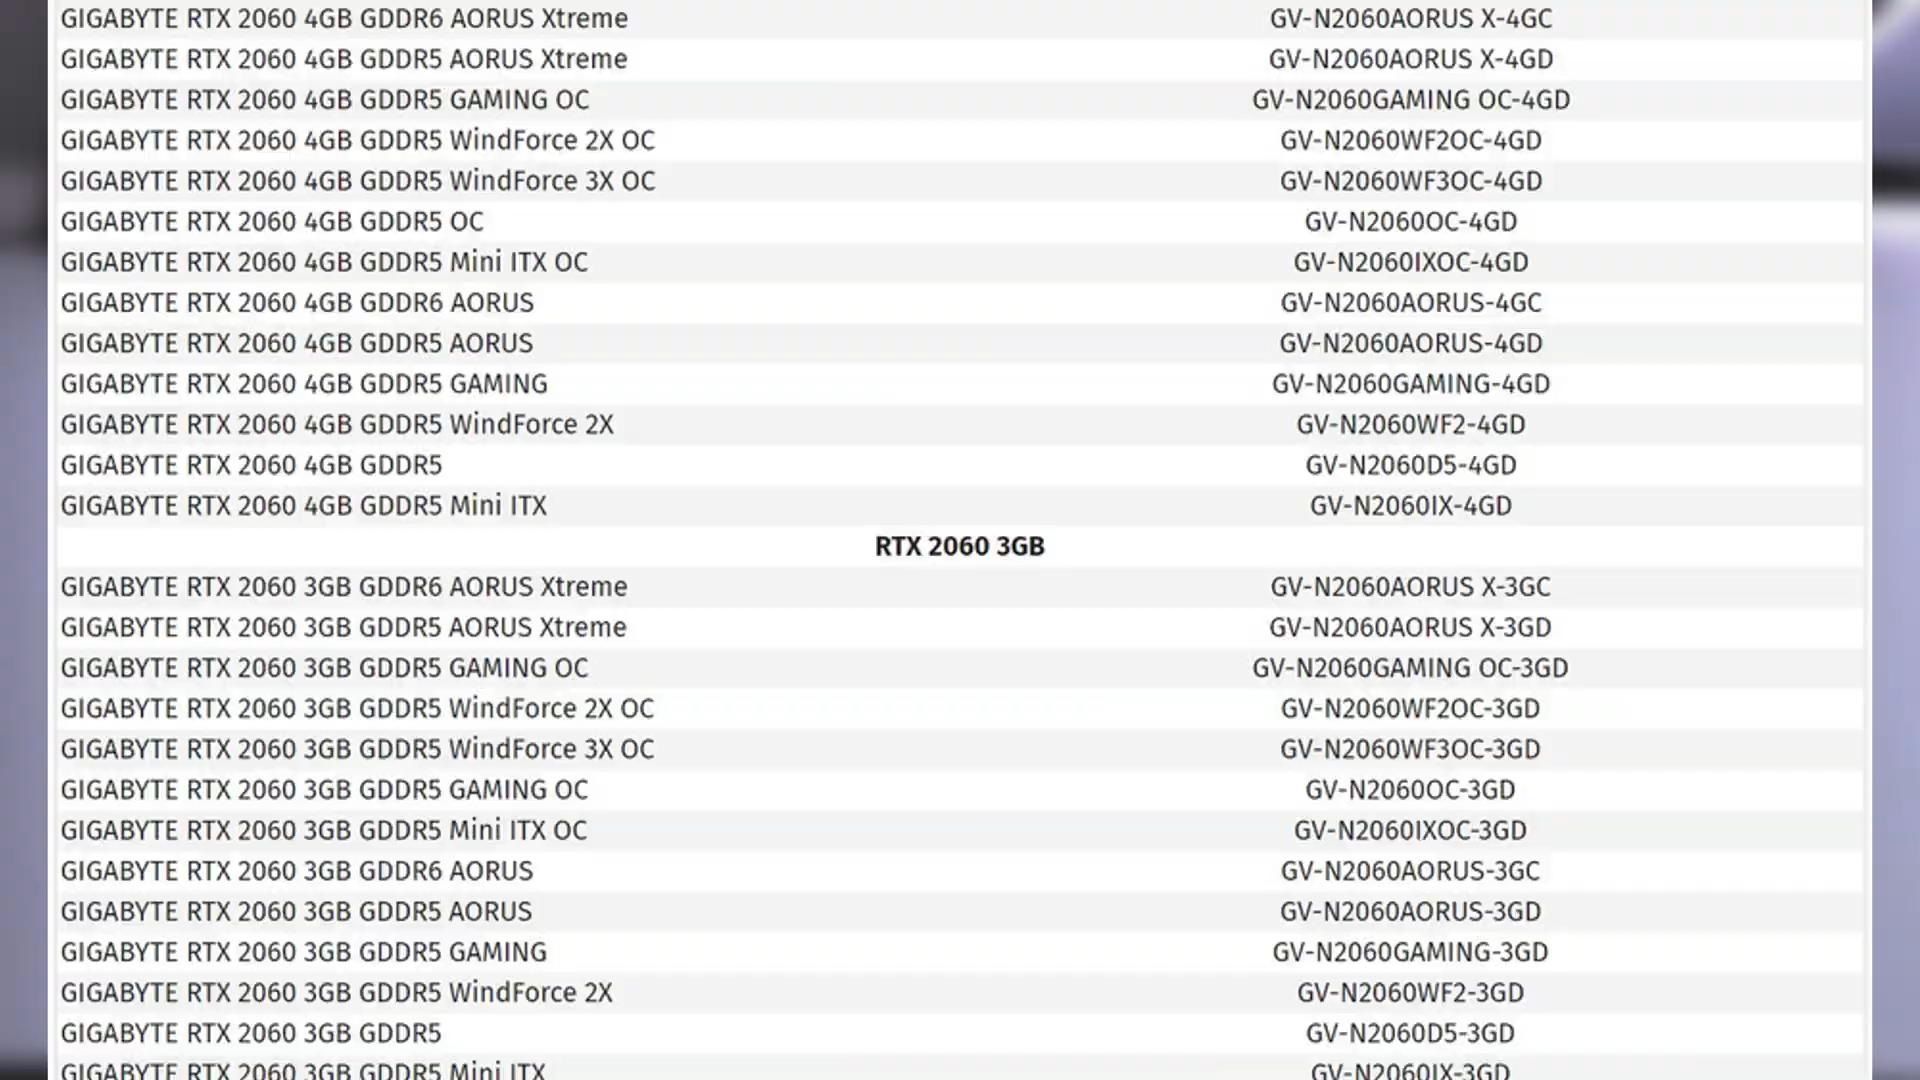 GIGABYTE RTX 2060 4GB GDDR6 AORUS Xtreme GV-N2060AORUS X-4GC
GIGABYTE RTX 2060 4GB GDDR5 AORUS Xtreme GV-N2060AORUS X-4GD
GIGABYTE RTX 2060 4GB GDDR5 GAMING OC GV-N2060GAMING OC-4GD
GIGABYTE RTX 2060 4GB GDDR5 WindForce 2X OC GV-N2060WF2OC-4GD
GIGABYTE RTX 2060 4GB GDDR5 WindForce 3X OC GV-N2060WF3OC-4GD
GIGABYTE RTX 2060 4GB GDDR5 OC GV-N2060OC-4GD
GIGABYTE RTX 2060 4GB GDDR5 Mini ITX OC GV-N2060IXOC-4GD
GIGABYTE RTX 2060 4GB GDDR6 AORUS GV-N2060AORUS-4GC
GIGABYTE RTX 2060 4GB GDDR5 AORUS GV-N2060AORUS-4GD
GIGABYTE RTX 2060 4GB GDDR5 GAMING GV-N2060GAMING-4GD
GIGABYTE RTX 2060 4GB GDDR5 WindForce 2X GV-N2060WF2-4GD
GIGABYTE RTX 2060 4GB GDDR5 GV-N2060D5-4GD
GIGABYTE RTX 2060 4GB GDDR5 Mini ITX GV-N2060IX-4GD
RTX 2060 3GB
GIGABYTE RTX 2060 3GB GDDR6 AORUS Xtreme GV-N2060AORUS X-3GC
GIGABYTE RTX 2060 3GB GDDR5 AORUS Xtreme GV-N2060AORUS X-3GD
GIGABYTE RTX 2060 3GB GDDR5 GAMING OC GV-N2060GAMING OC-3GD
GIGABYTE RTX 2060 3GB GDDR5 WindForce 2X OC GV-N2060WF2OC-3GD
GIGABYTE RTX 2060 3GB GDDR5 WindForce 3X OC GV-N2060WF3OC-3GD
GIGABYTE RTX 2060 3GB GDDR5 GAMING OC GV-N2060OC-3GD
GIGABYTE RTX 2060 3GB GDDR5 Mini ITX OC GV-N2060IXOC-3GD
GIGABYTE RTX 2060 3GB GDDR6 AORUS GV-N2060AORUS-3GC
GIGABYTE RTX 2060 3GB GDDR5 AORUS GV-N2060AORUS-3GD
GIGABYTE RTX 2060 3GB GDDR5 GAMING GV-N2060GAMING-3GD
GIGABYTE RTX 2060 3GB GDDR5 WindForce 2X GV-N2060WF2-3GD
GIGABYTE RTX 2060 3GB GDDR5 GV-N2060D5-3GD
GIGABYTE RTX 2060 3GB GDDR5 Mini ITX GV-N2060IX-3GD